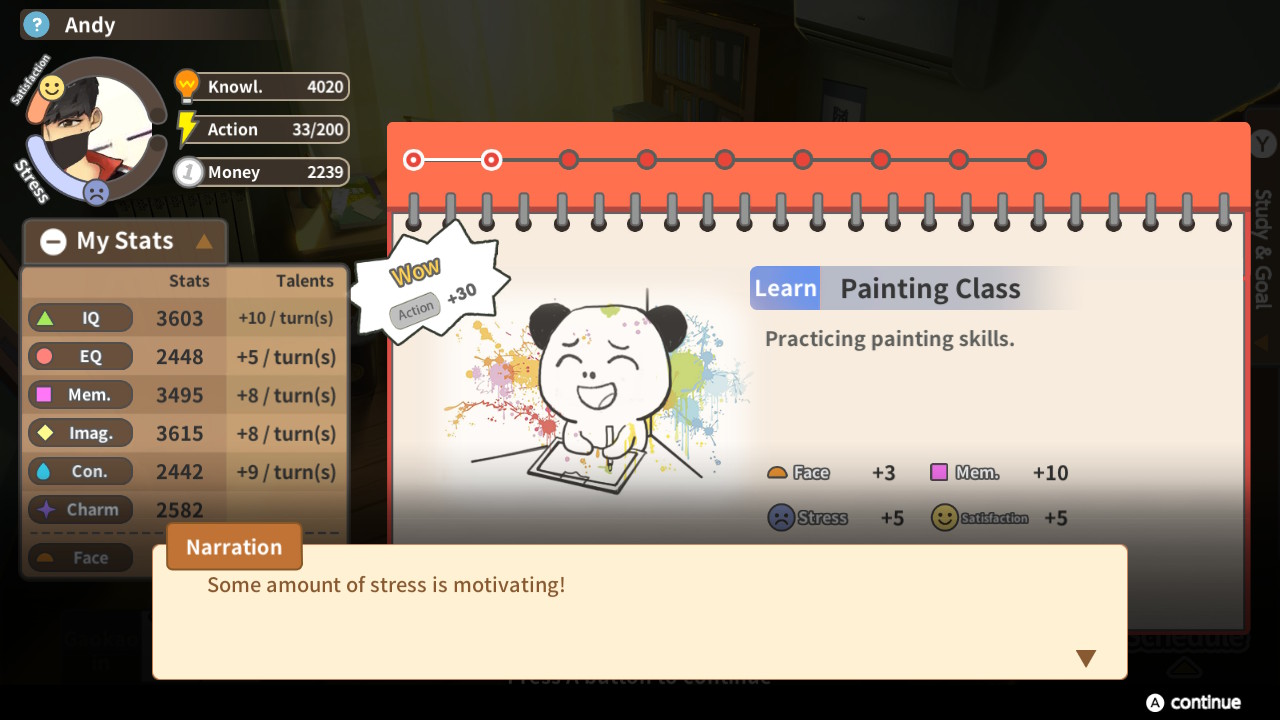 ? Andy
Satisfaction
Stress
Knowl. 4020
Action 33/200
1 Money 2239
My Stats
Stats Talents
IQ 3603 +10 / turn(s)
EQ 2448 +5 / turn(s)
Mem. 3495 +8 / turn(s)
Imag. 3615 +8 / turn(s)
Con. 2442 +9 / turn(s)
Charm 2582
Face
Wow
Action +30
Learn Painting Class
Practicing painting skills.
Face +3 Mem. +10
Stress +5 Satisfaction +5
Y
Study & Goal
Narration
Some amount of stress is motivating!
Schedule
Press A button to continue
A continue